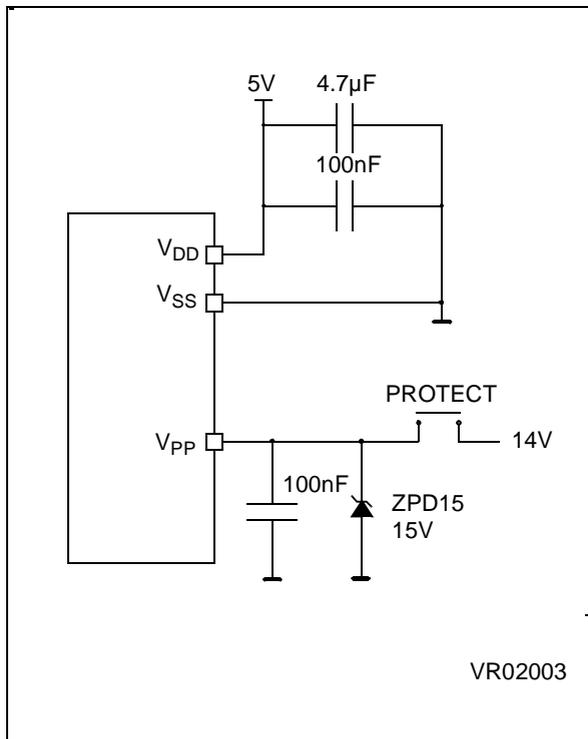 5V
4.7µF
100nF
VDD
VSS
PROTECT
VPP
14V
100nF
ZPD15
15V
VR02003